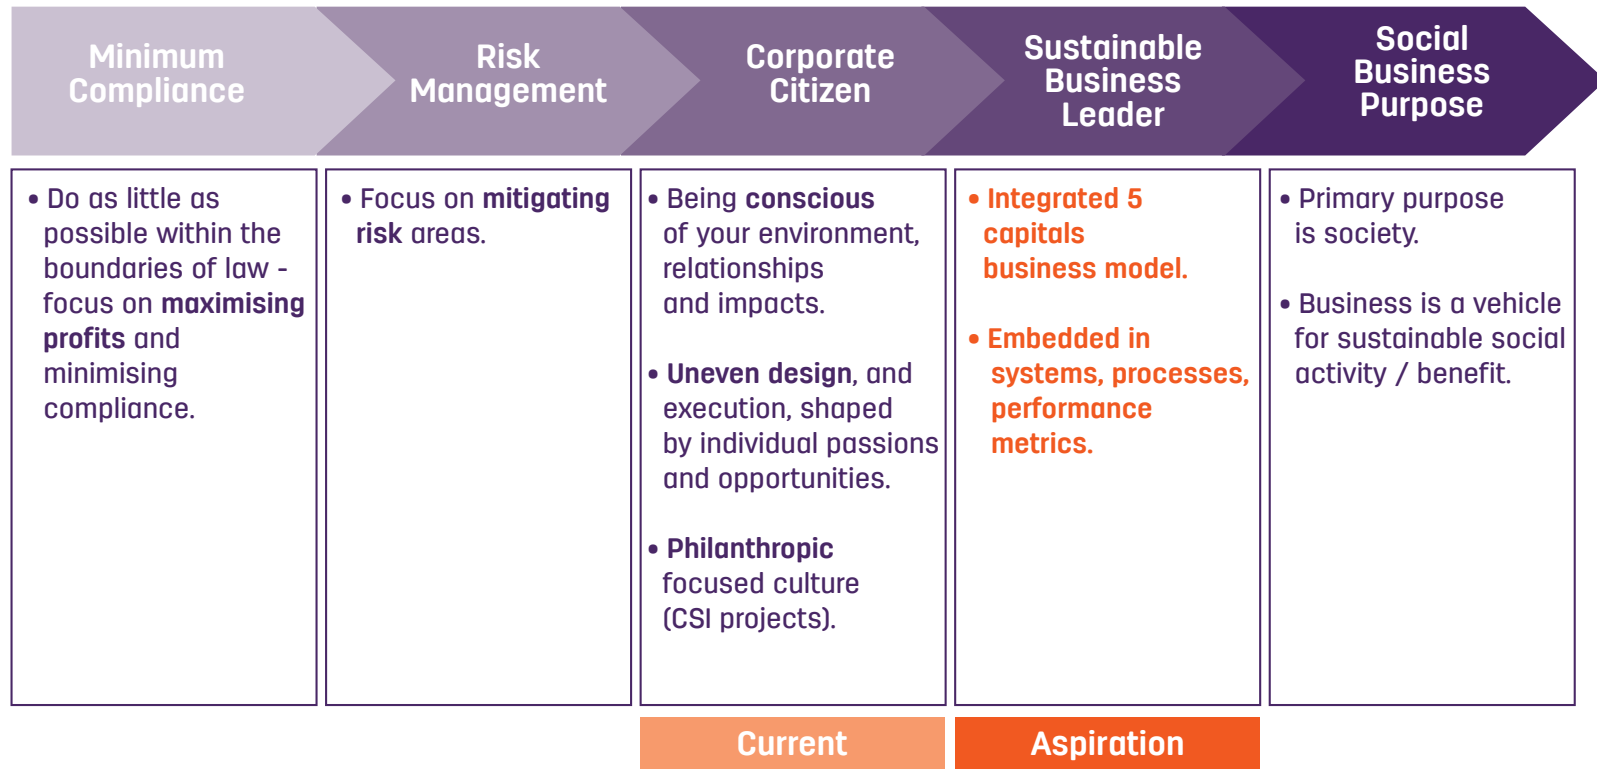 Minimum
Compliance
Risk
Management
Corporate
Citizen
Sustainable
Business
Leader
Social
Business
Purpose
• Do as little as
possible within the
boundaries of law -
focus on maximising
profits and
minimising
compliance.
• Focus on mitigating
risk areas.
• Being conscious
of your environment,
relationships
and impacts.
• Uneven design, and
execution, shaped
by individual passions
and opportunities.
• Philanthropic
focused culture
(CSI projects).
• Integrated 5
capitals
business model.
• Embedded in
systems, processes,
performance
metrics.
• Primary purpose
is society.
• Business is a vehicle
for sustainable social
activity / benefit.
Current
Aspiration